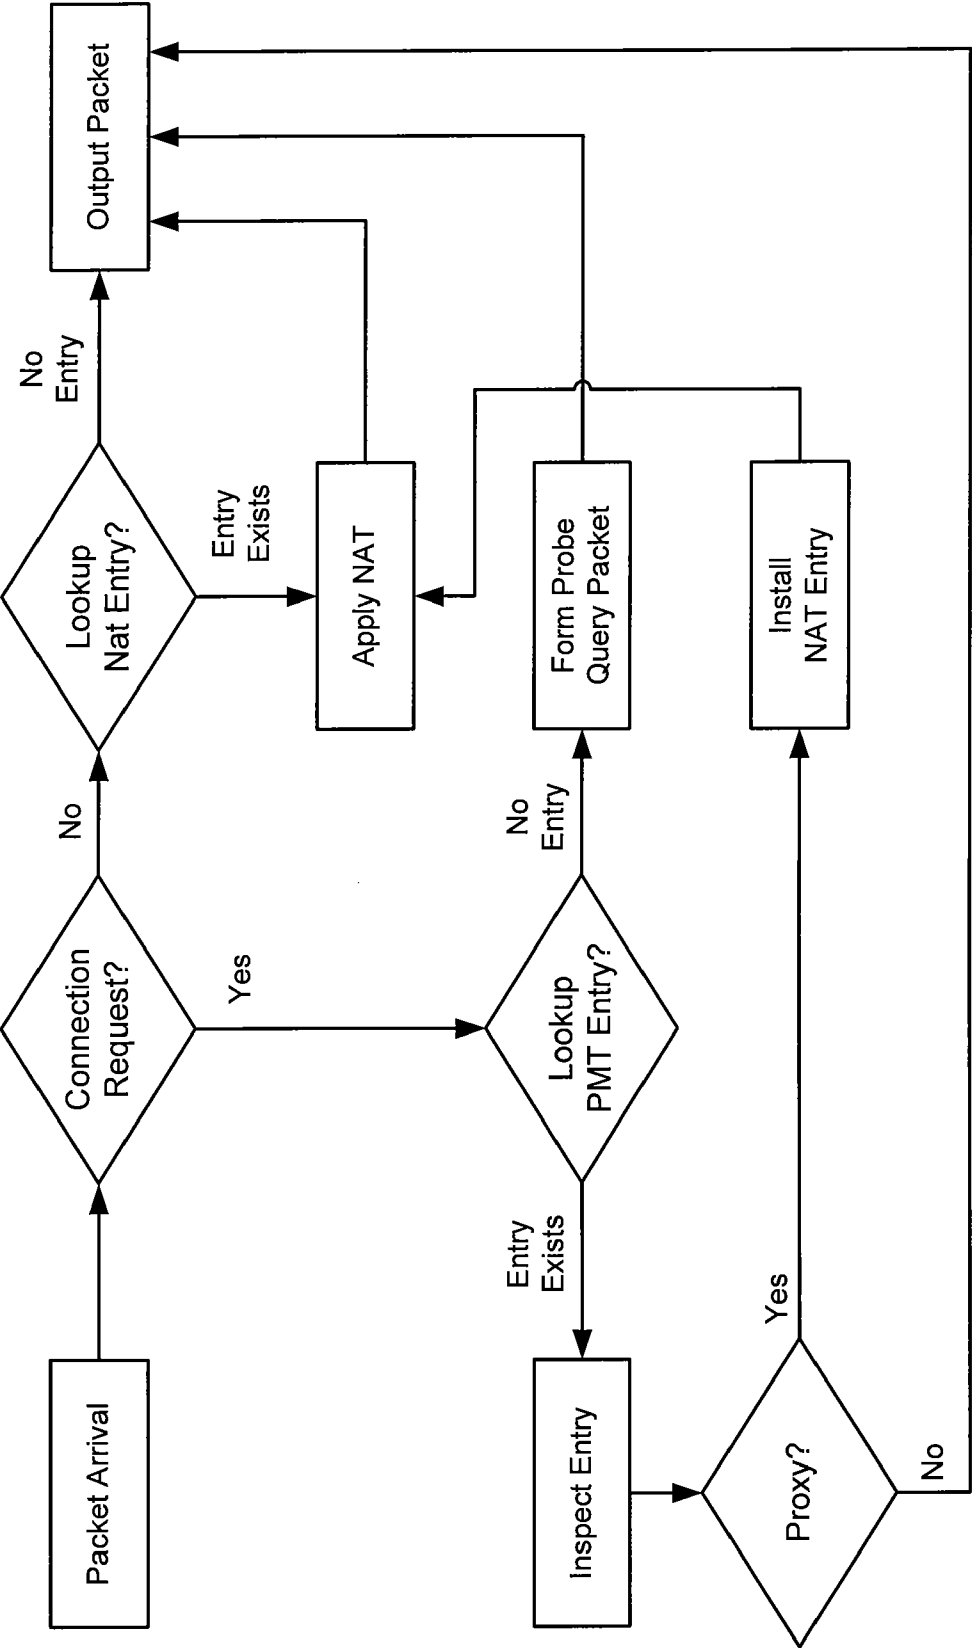 Packet Arrival
Connection
Request?
No
Lookup
Nat Entry?
No
Entry
Output Packet
Yes
Entry
Exists
Apply NAT
Entry
Exists
Lookup
PMT Entry?
No
Entry
Form Probe
Query Packet
Inspect Entry
Proxy?
Yes
Install
NAT Entry
No